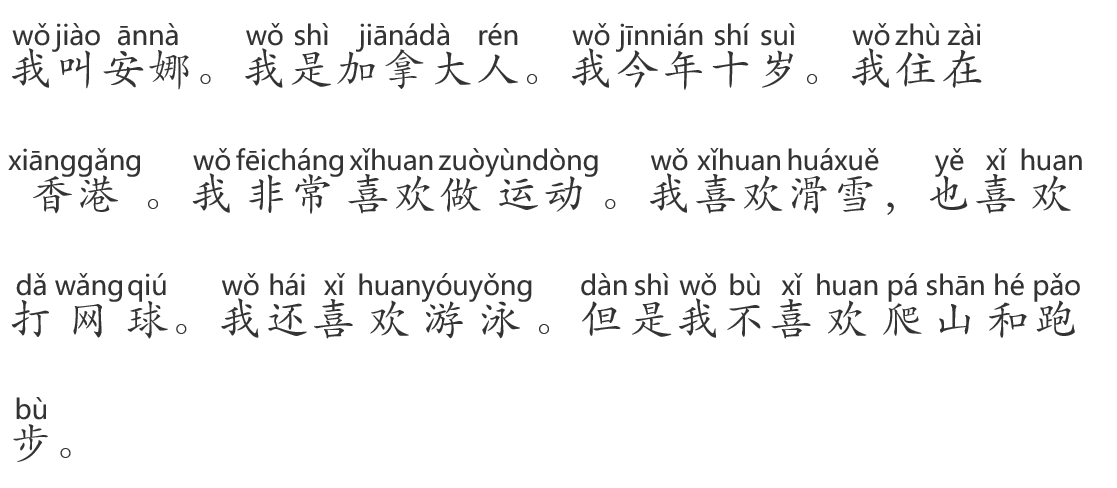 wǒ jiào ānnà wǒ shì jiānádà rén wǒ jīnnián shí suì wǒ zhù zài
我叫安娜。我是加拿大人。我今年十岁。我住在
xiānggǎng wǒ fēicháng xǐhuan zuòyùndòng wǒ xǐhuan huáxuě yě xǐ huan
香港。我非常喜欢做运动。我喜欢滑雪，也喜欢
dǎ wǎng qiú wǒ hái xǐ huanyóuyǒng dàn shì wǒ bù xǐ huan pá shān hé pǎo
打网球。我还喜欢游泳。但是我不喜欢爬山和跑
bù
步。